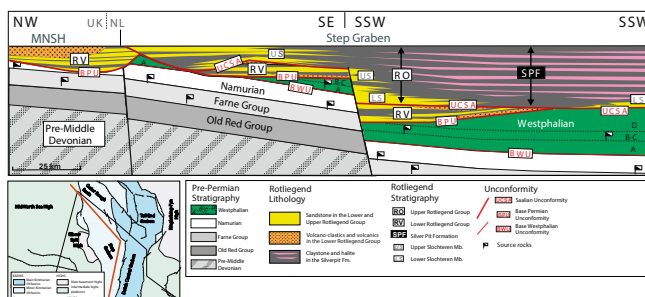 NW
UK
NL
SE
SSW
SSW
MNSH
Step Graben
US
RV
BPU
UCSA
RV
BPU
B-C
A
BWU
US
RO
SPF
LS
UCSA
LS
RV
BPU
Westphalian
D
B-C
A
BWU
Namurian
Farne Group
Old Red Group
Pre-Middle
Devonian
25 km
Mid North Sea High
Pre-Permian
Stratigraphy
Westphalian
Namurian
Farne Group
Old Red Group
Pre-Middle
Devonian
Rotliegend
Lithology
Sandstone in the Lower and
Upper Rotliegend Group
Volcano-clastics and volcanics
in the Lower Rotliegend Group
Claystone and halite
in the Silverpit Fm.
Rotliegend
Stratigraphy
RO Upper Rotliegend Group
RV Lower Rotliegend Group
SPF Silver Pit Formation
US Upper Slochteren Mb.
LS Lower Slochteren Mb.
Unconformity
UCSA Saalian Unconformity
BPU Base Permian
Unconformity
BWU Base Westphalian
Unconformity
Source rocks